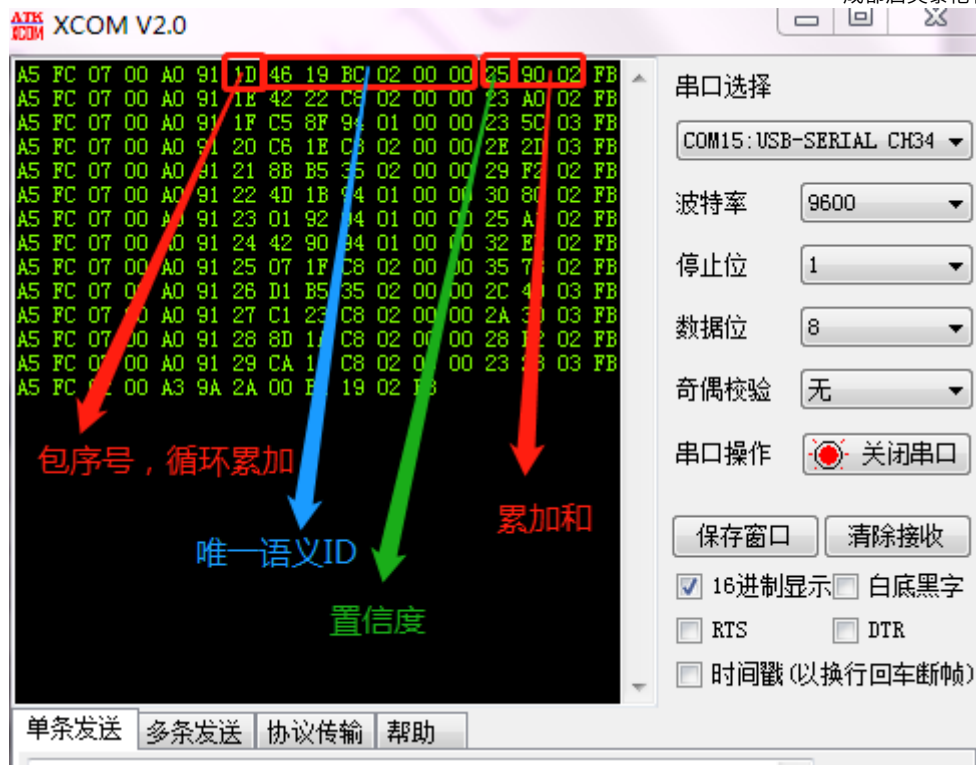 XCOM V2.0
A5 FC 07 00 A0 91 1D 46 19 BC 02 00 00 25 90 02 FB
A5 FC 07 00 A0 91 1E 42 22 C8 02 00 00 23 A0 02 FB
A5 FC 07 00 A0 91 1F C5 8F 94 01 00 00 23 5C 03 FB
A5 FC 07 00 A0 91 20 C6 1E C8 02 00 00 2E 2D 03 FB
A5 FC 07 00 A0 91 21 8B B5 35 02 00 00 29 F2 02 FB
A5 FC 07 00 A0 91 22 4D 1B 94 01 00 00 30 80 02 FB
A5 FC 07 00 91 23 01 92 94 01 00 00 25 02 FB
A5 FC 07 00 A0 91 24 42 90 94 01 00 00 32 02 FB
A5 FC 07 00 A0 91 25 07 1F C8 02 00 00 35 02 FB
A5 FC 07 00 A0 91 26 D1 B5 35 02 00 00 2C 03 FB
A5 FC 07 A0 91 27 C1 23 C8 02 00 00 2A 03 FB
A5 FC 07 00 A0 91 28 8D C8 02 00 00 28 02 FB
A5 FC 00 A0 91 29 CA C8 02 00 23 03 FB
A5 FC 00 A3 9A 2A 00 19 02
包序号，循环累加
唯一语义ID
置信度
累加和
串口选择
COM15:USB-SERIAL CH34
波特率 9600
停止位 1
数据位 8
奇偶校验 无
串口操作 关闭串口
保存窗口 清除接收
16进制显示 白底黑字
RTS DTR
时间戳(以换行回车断帧)
单条发送 多条发送 协议传输 帮助